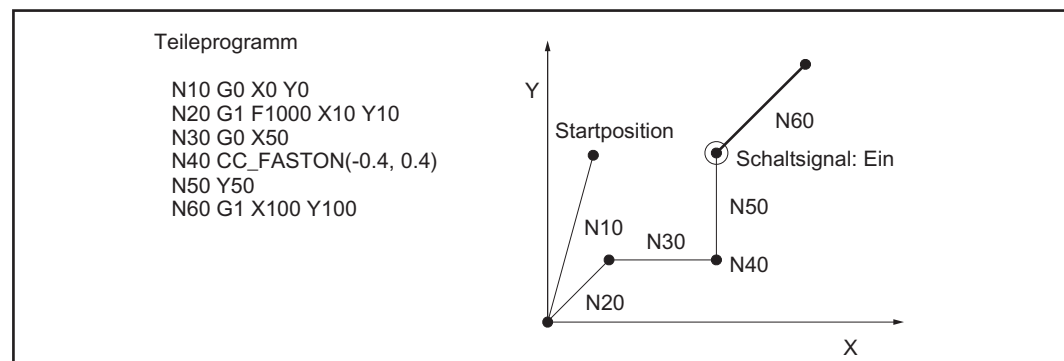 Teileprogramm
N10 G0 X0 Y0
N20 G1 F1000 X10 Y10
N30 G0 X50
N40 CC_FASTON(-0.4, 0.4)
N50 Y50
N60 G1 X100 Y100
Y
Startposition
N60
Schaltsignal: Ein
N50
N10
N30
N40
N20
X